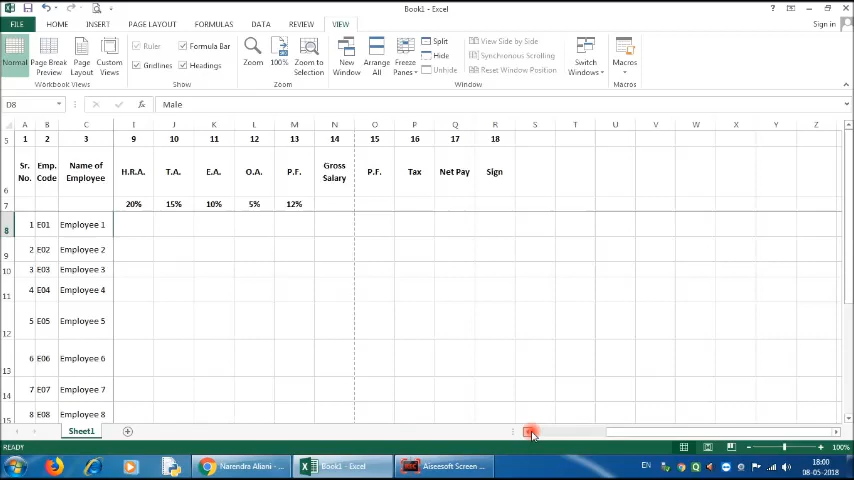 Book1 - Excel
Sign in
FILE HOME INSERT PAGE LAYOUT FORMULAS DATA REVIEW VIEW
Normal Page Break Preview Page Layout Custom Views
Workbook Views
Ruler Formula Bar
Gridlines Headings
Show
Zoom 100% Zoom to Selection
Zoom
New Window Arrange All Freeze Panes
Split
Hide
Unhide
View Side by Side
Synchronous Scrolling
Reset Window Position
Window
Switch Windows
Macros
Macros
D8 fx Male
A B C I J K L M N O P Q R S T U V W X Y Z
5 1 2 3 9 10 11 12 13 14 15 16 17 18
6 Sr. No. Emp. Code Name of Employee H.R.A. T.A. E.A. O.A. P.F. Gross Salary P.F. Tax Net Pay Sign
7 20% 15% 10% 5% 12%
8 1 E01 Employee 1
9 2 E02 Employee 2
10 3 E03 Employee 3
11 4 E04 Employee 4
12 5 E05 Employee 5
13 6 E06 Employee 6
14 7 E07 Employee 7
15 8 E08 Employee 8
Sheet1
READY 100%
Narendra Aliani - ... Book1 - Excel Aiseesoft Screen ...
EN 18:00
08-05-2018